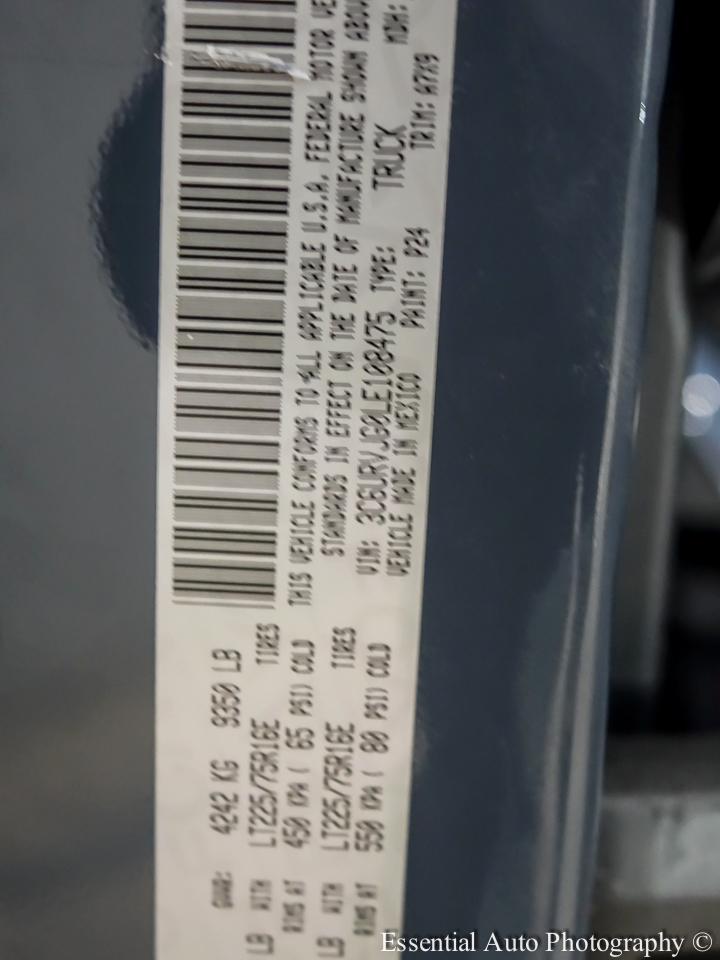 GVWR: 4242 KG 9350 LB
LB WITH LT225/75R16E TIRES
RIMS AT 450 KPA ( 65 PSI) COLD
LB WITH LT225/75R16E TIRES
RIMS AT 550 KPA ( 80 PSI) COLD
THIS VEHICLE CONFORMS TO ALL APPLICABLE U.S.A. FEDERAL MOTOR VE
STANDARDS IN EFFECT ON THE DATE OF MANUFACTURE SHOWN ABOV
VIN: 3C6URVJG0LE108475 TYPE: TRUCK MDH:
VEHICLE MADE IN MEXICO PAINT: P24 TRIM: A7X9
Essential Auto Photography ©